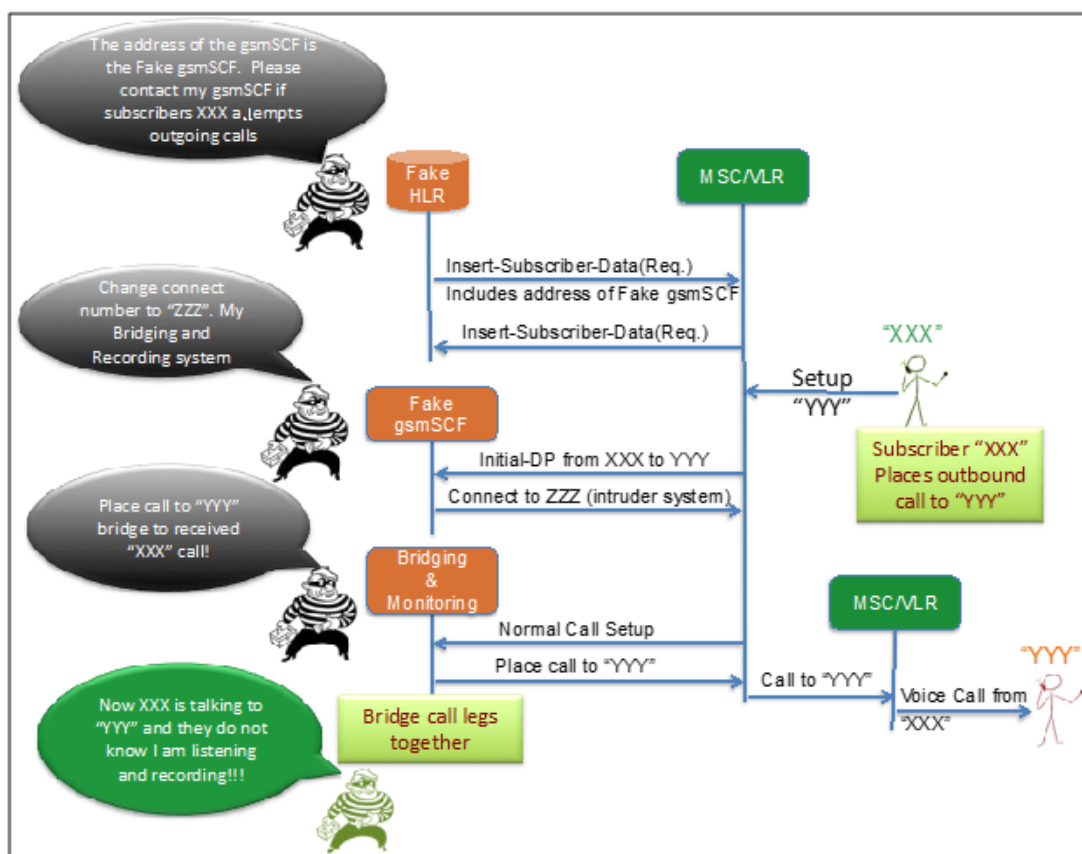 The address of the gsmSCF is
the Fake gsmSCF. Please
contact my gsmSCF if
subscribers XXX a.tempts
outgoing calls
Fake
HLR
MSC/VLR
Insert-Subscriber-Data(Req.)
Includes address of Fake gsmSCF
Insert-Subscriber-Data(Req.)
Change connect
number to “ZZZ”. My
Bridging and
Recording system
“XXX”
Setup
“YYY”
Fake
gsmSCF
Subscriber “XXX”
Places outbound
call to “YYY”
Initial-DP from XXX to YYY
Connect to ZZZ (intruder system)
Place call to “YYY”
bridge to received
“XXX” call!
Bridging
&
Monitoring
MSC/VLR
Normal Call Setup
Place call to “YYY”
Call to “YYY”
“YYY”
Voice Call from
“XXX”
Now XXX is talking to
“YYY” and they do not
know I am listening
and recording!!!
Bridge call legs
together